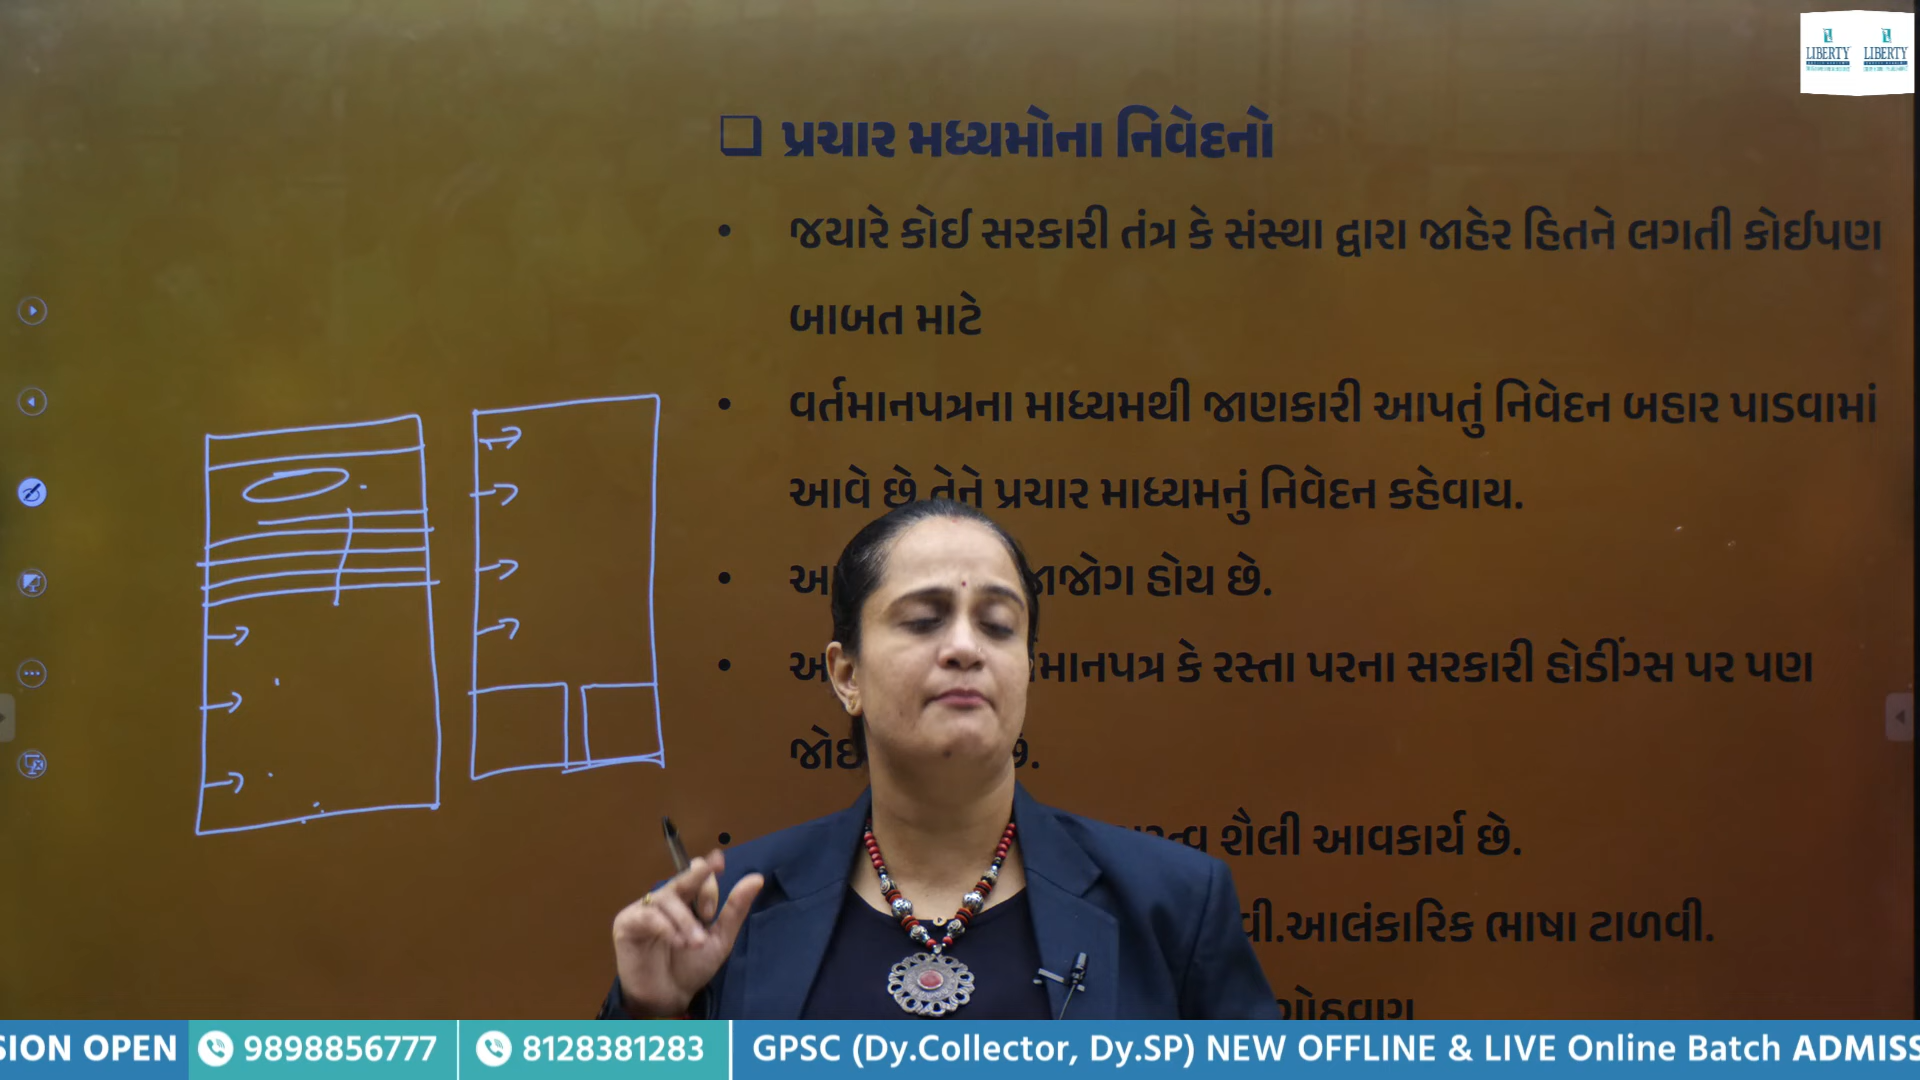 LIBERTY LIBERTY
❑ પ્રચાર મધ્યમોના નિવેદનો
• જયારે કોઈ સરકારી તંત્ર કે સંસ્થા દ્વારા જાહેર હિતને લગતી કોઈપણ
બાબત માટે
• વર્તમાનપત્રના માધ્યમથી જાણકારી આપતું નિવેદન બહાર પાડવામાં
આવે છે તેને પ્રચાર માધ્યમનું નિવેદન કહેવાય.
• હોય છે.
• કે રસ્તા પરના સરકારી હોર્ડીંગ્સ પર પણ
• શૈલી આવકાર્ય છે.
આલંકારિક ભાષા ટાળવી.
SION OPEN 9898856777 8128381283 GPSC (Dy.Collector, Dy.SP) NEW OFFLINE & LIVE Online Batch ADMISS